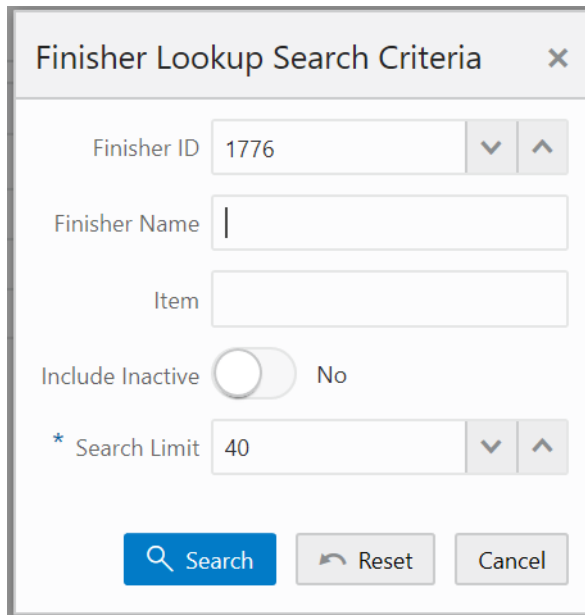 Finisher Lookup Search Criteria
Finisher ID 1776
Finisher Name
Item
Include Inactive No
* Search Limit 40
Search Reset Cancel